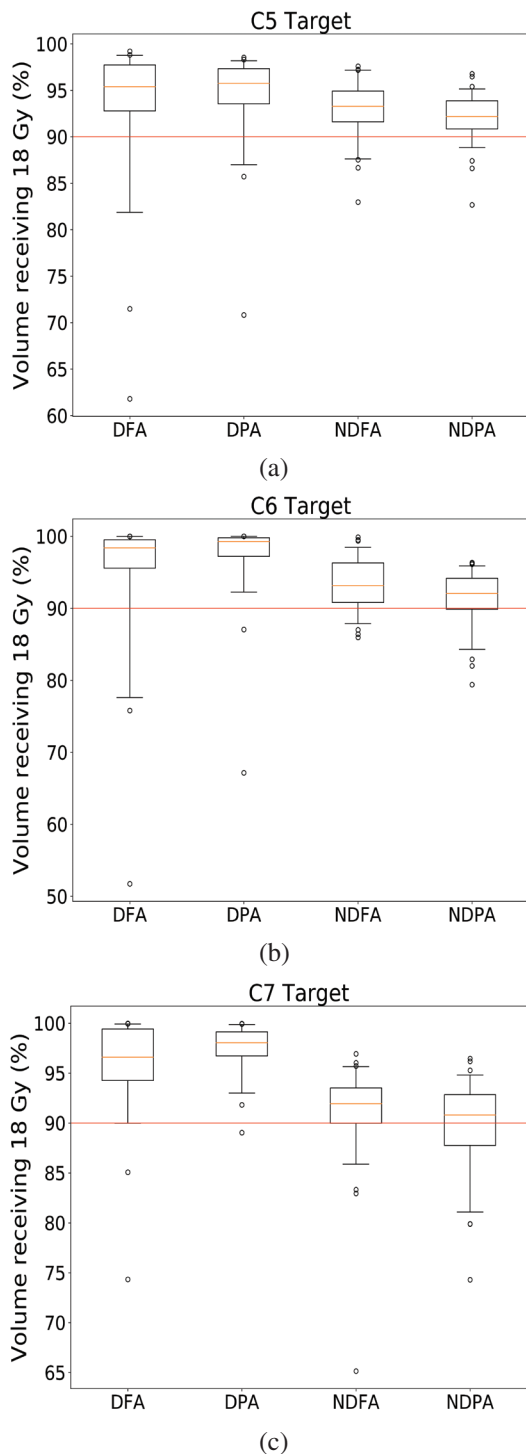 C5 Target
Volume receiving 18 Gy (%)
100
95
90
85
80
75
70
65
60
DFA DPA NDFA NDPA
(a)
C6 Target
Volume receiving 18 Gy (%)
100
90
80
70
60
50
DFA DPA NDFA NDPA
(b)
C7 Target
Volume receiving 18 Gy (%)
100
95
90
85
80
75
70
65
DFA DPA NDFA NDPA
(c)